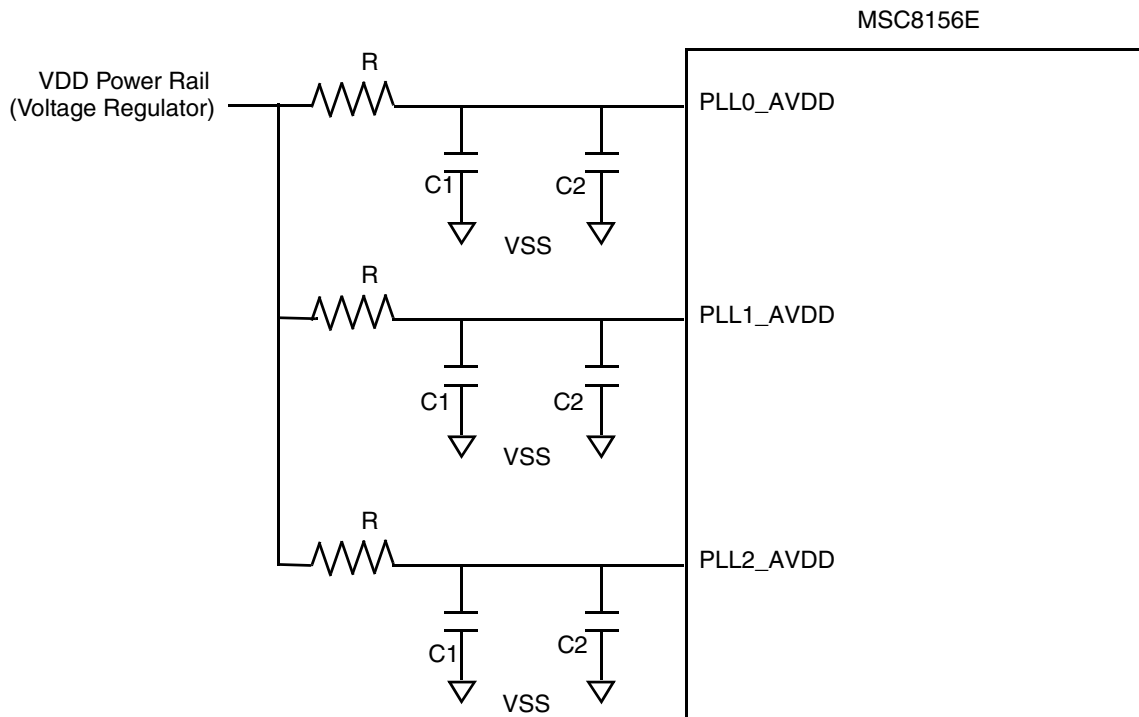 MSC8156E
R
VDD Power Rail
(Voltage Regulator)
PLL0_AVDD
C1
C2
VSS
R
PLL1_AVDD
C1
C2
VSS
R
PLL2_AVDD
C1
C2
VSS